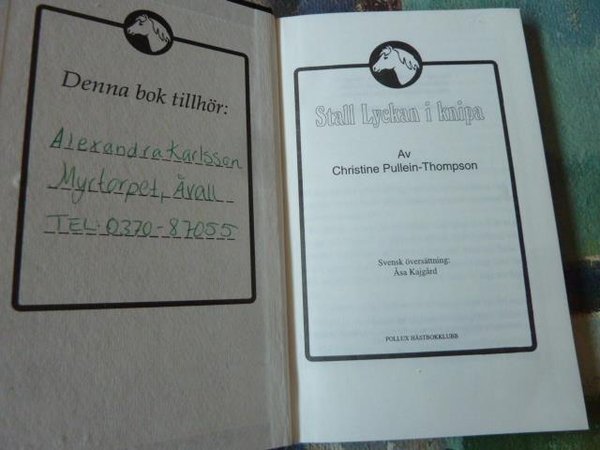 Denna bok tillhör:
Alexandra Karlsson
Myrtorpet, Åvall
TEL: 0370-87055
Stall Lyckan i knipa
Av
Christine Pullein-Thompson
Svensk översättning:
Åsa Kajgård
POLLUX HÄSTBOKKLUBB